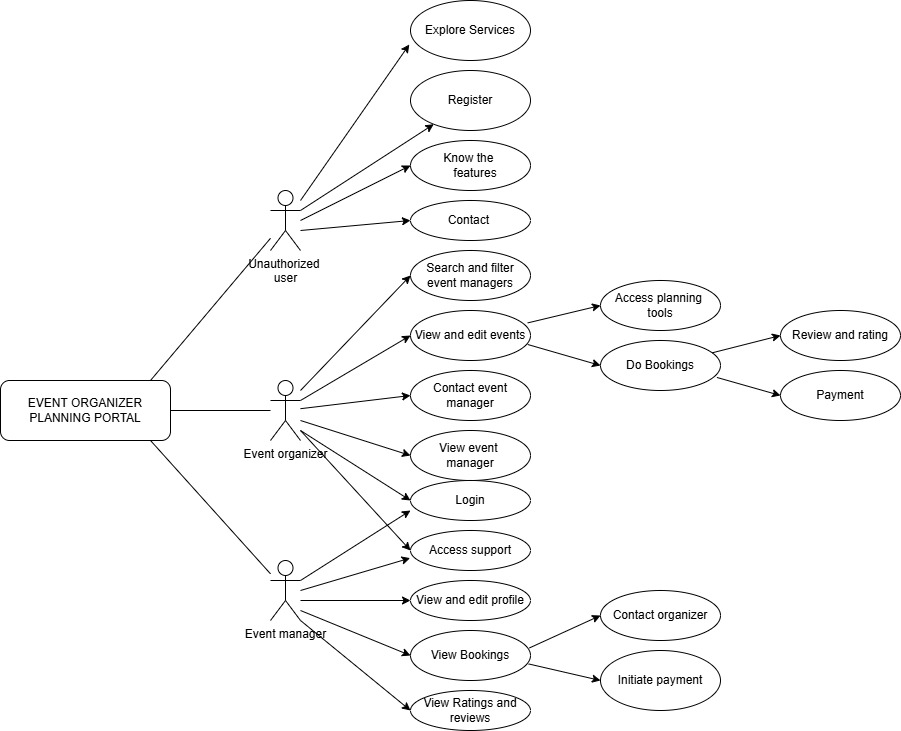 Explore Services
Register
Know the
features
Contact
Unauthorized
user
Search and filter
event managers
View and edit events
Access planning
tools
Do Bookings
Review and rating
Payment
EVENT ORGANIZER
PLANNING PORTAL
Contact event
manager
Event organizer
View event
manager
Login
Access support
View and edit profile
Event manager
View Bookings
Contact organizer
Initiate payment
View Ratings and
reviews